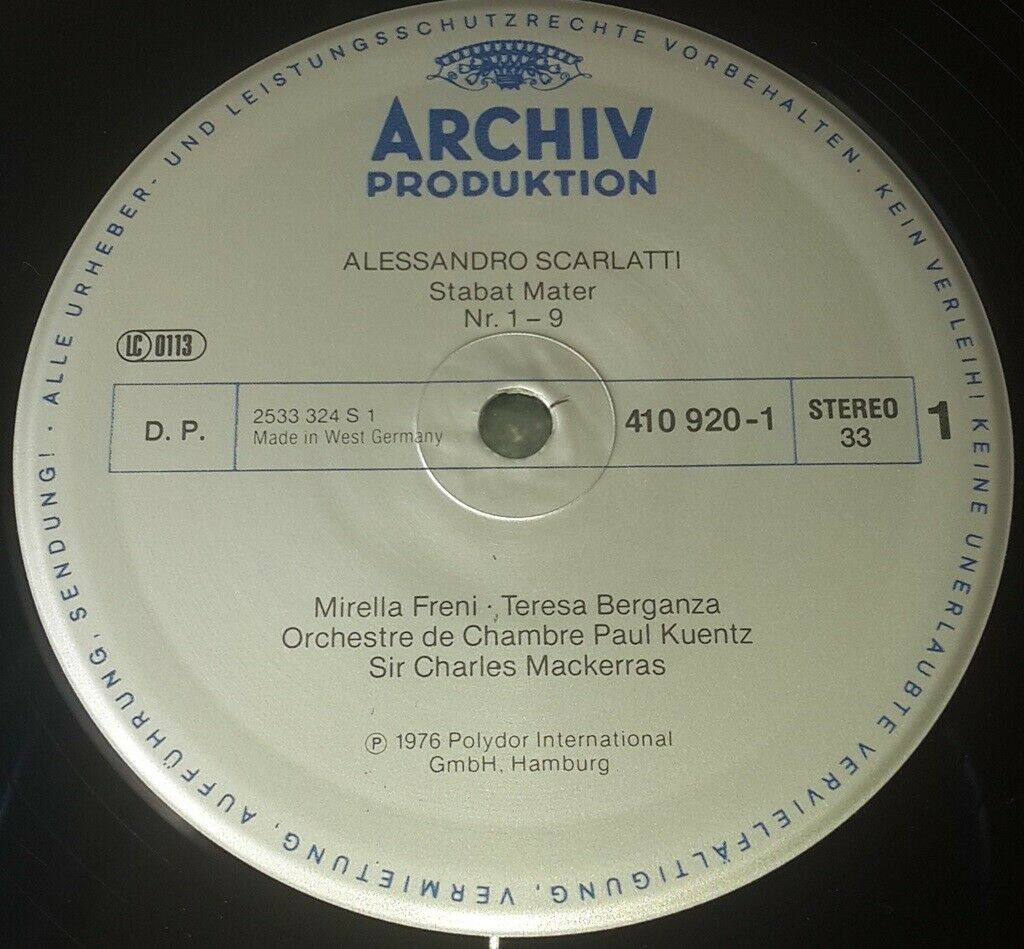 ALLE URHEBER- UND LEISTUNGSSCHUTZRECHTE VORBEHALTEN. KEIN VERLEIH! KEINE UNERLAUBTE VERVIELFÄLTIGUNG, VERMIETUNG, AUFFÜHRUNG, SENDUNG! ·
ARCHIV
PRODUKTION
ALESSANDRO SCARLATTI
Stabat Mater
Nr. 1 – 9
LC 0113
D. P.
2533 324 S 1
Made in West Germany
410 920-1
STEREO
33
1
Mirella Freni · Teresa Berganza
Orchestre de Chambre Paul Kuentz
Sir Charles Mackerras
Ⓟ 1976 Polydor International
GmbH, Hamburg